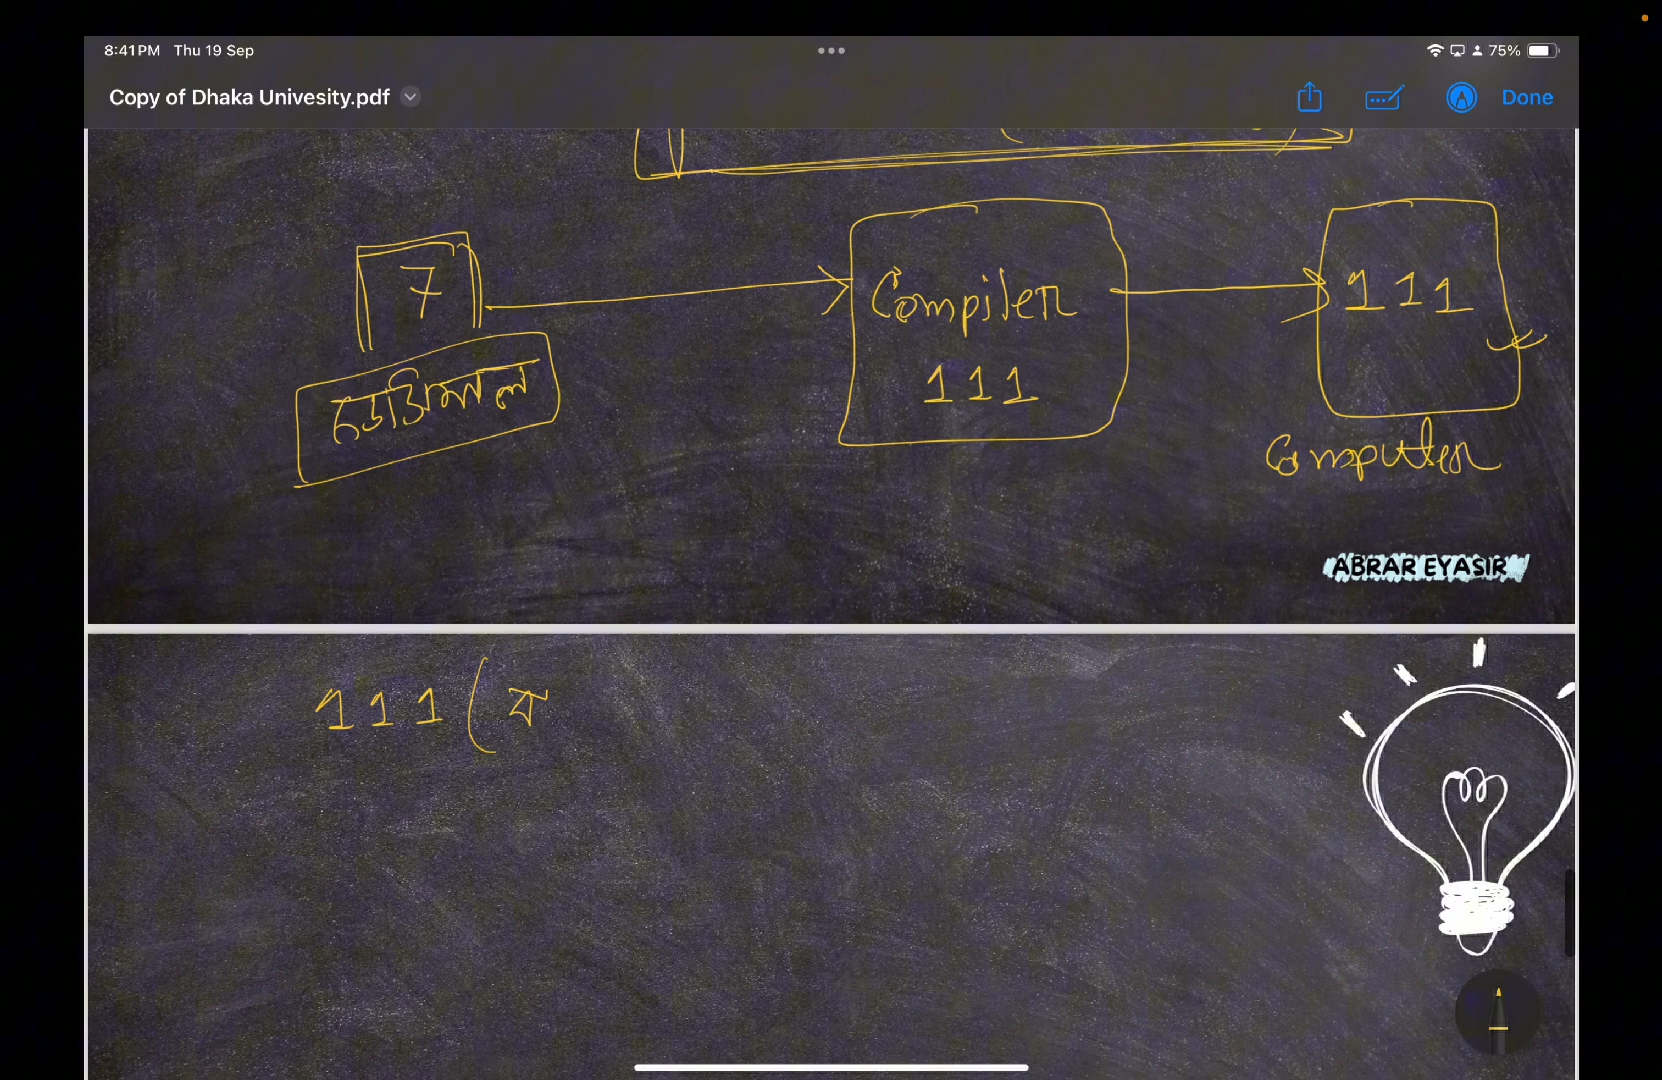 8:41 PM Thu 19 Sep
75%
Copy of Dhaka Univesity.pdf
Done
7
Compiler
111
111
ডেসিমাল
Computer
ABRAR EYASIR
111 (ক